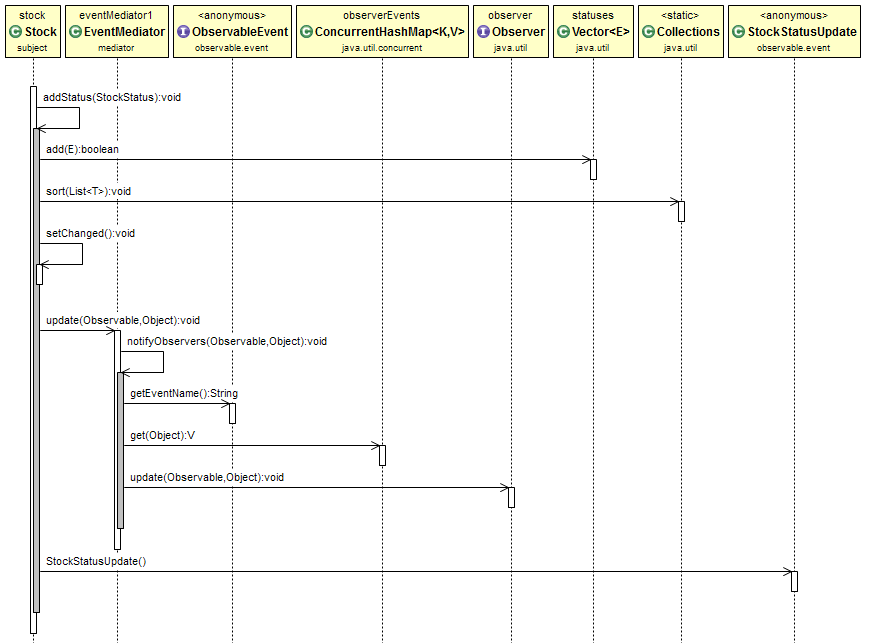 stock
Stock
subject
eventMediator1
EventMediator
mediator
<anonymous>
ObservableEvent
observable.event
observerEvents
ConcurrentHashMap<K,V>
java.util.concurrent
observer
Observer
java.util
statuses
Vector<E>
java.util
<static>
Collections
java.util
<anonymous>
StockStatusUpdate
observable.event
addStatus(StockStatus):void
add(E):boolean
sort(List<T>):void
setChanged():void
update(Observable,Object):void
notifyObservers(Observable,Object):void
getEventName():String
get(Object):V
update(Observable,Object):void
StockStatusUpdate()